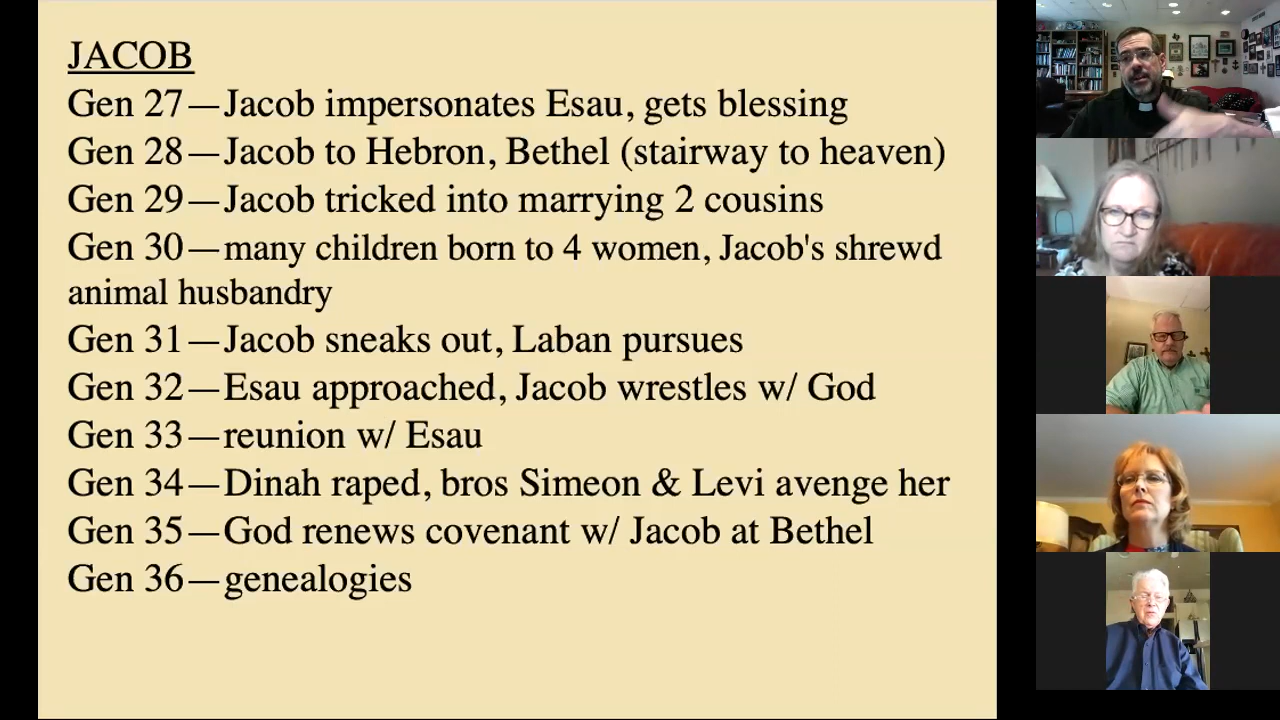 JACOB
Gen 27—Jacob impersonates Esau, gets blessing
Gen 28—Jacob to Hebron, Bethel (stairway to heaven)
Gen 29—Jacob tricked into marrying 2 cousins
Gen 30—many children born to 4 women, Jacob's shrewd
animal husbandry
Gen 31—Jacob sneaks out, Laban pursues
Gen 32—Esau approached, Jacob wrestles w/ God
Gen 33—reunion w/ Esau
Gen 34—Dinah raped, bros Simeon & Levi avenge her
Gen 35—God renews covenant w/ Jacob at Bethel
Gen 36—genealogies